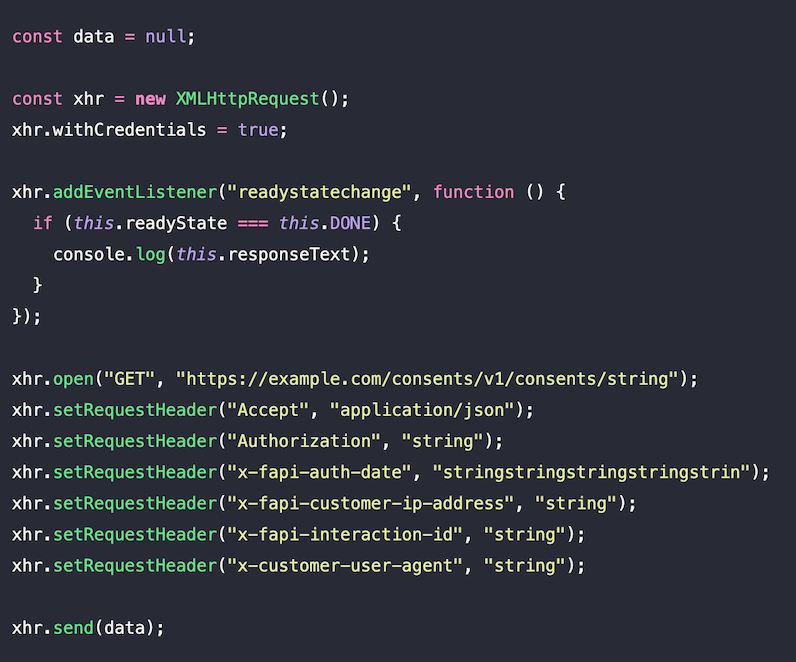 const data = null;
const xhr = new XMLHttpRequest();
xhr.withCredentials = true;
xhr.addEventListener("readystatechange", function () {
  if (this.readyState === this.DONE) {
    console.log(this.responseText);
  }
});
xhr.open("GET", "https://example.com/consents/v1/consents/string");
xhr.setRequestHeader("Accept", "application/json");
xhr.setRequestHeader("Authorization", "string");
xhr.setRequestHeader("x-fapi-auth-date", "stringstringstringstringstrin");
xhr.setRequestHeader("x-fapi-customer-ip-address", "string");
xhr.setRequestHeader("x-fapi-interaction-id", "string");
xhr.setRequestHeader("x-customer-user-agent", "string");
xhr.send(data);